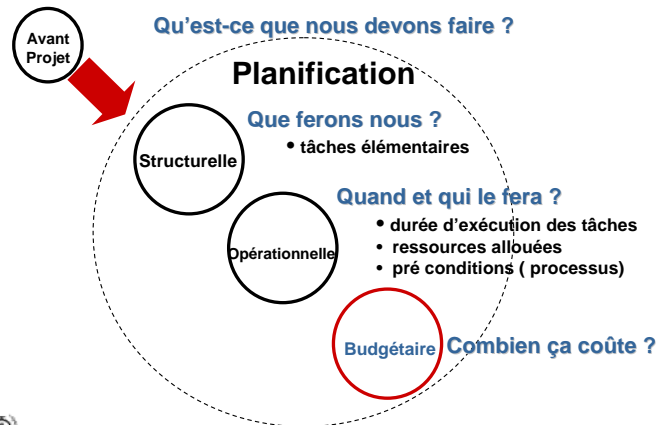 Avant
Projet
Qu'est-ce que nous devons faire ?
Planification
Que ferons nous ?
• tâches élémentaires
Structurelle
Quand et qui le fera ?
• durée d'exécution des tâches
• ressources allouées
• pré conditions ( processus)
Opérationnelle
Budgétaire
Combien ça coûte ?